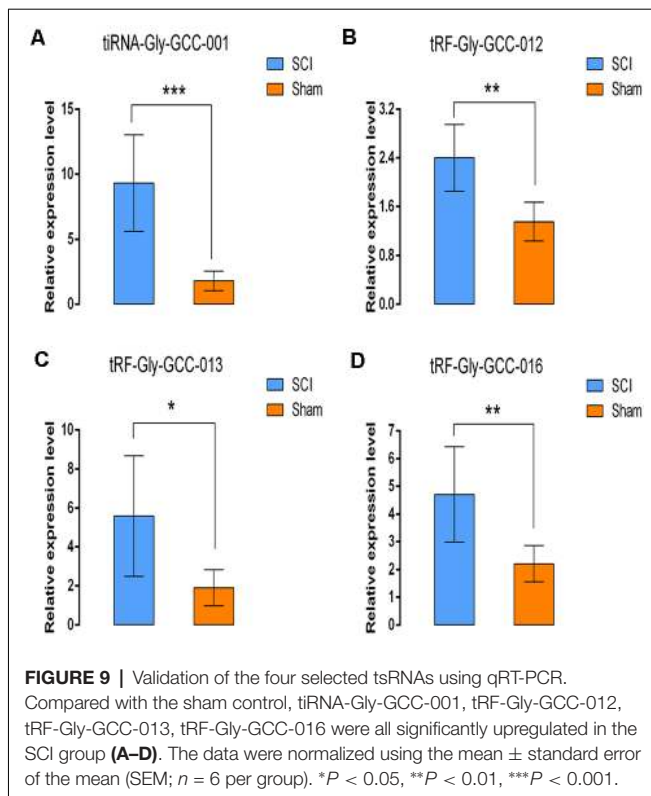 A
tiRNA-Gly-GCC-001
SCI
Sham
***
Relative expression level
15
10
5
0
B
tRF-Gly-GCC-012
SCI
Sham
**
Relative expression level
3.2
2.4
1.6
0.8
0.0
C
tRF-Gly-GCC-013
SCI
Sham
*
Relative expression level
10
8
6
4
2
0
D
tRF-Gly-GCC-016
SCI
Sham
**
Relative expression level
7
6
5
4
3
2
1
0
FIGURE 9 | Validation of the four selected tsRNAs using qRT-PCR.
Compared with the sham control, tiRNA-Gly-GCC-001, tRF-Gly-GCC-012,
tRF-Gly-GCC-013, tRF-Gly-GCC-016 were all significantly upregulated in the
SCI group (A–D). The data were normalized using the mean ± standard error
of the mean (SEM; n = 6 per group). *P < 0.05, **P < 0.01, ***P < 0.001.